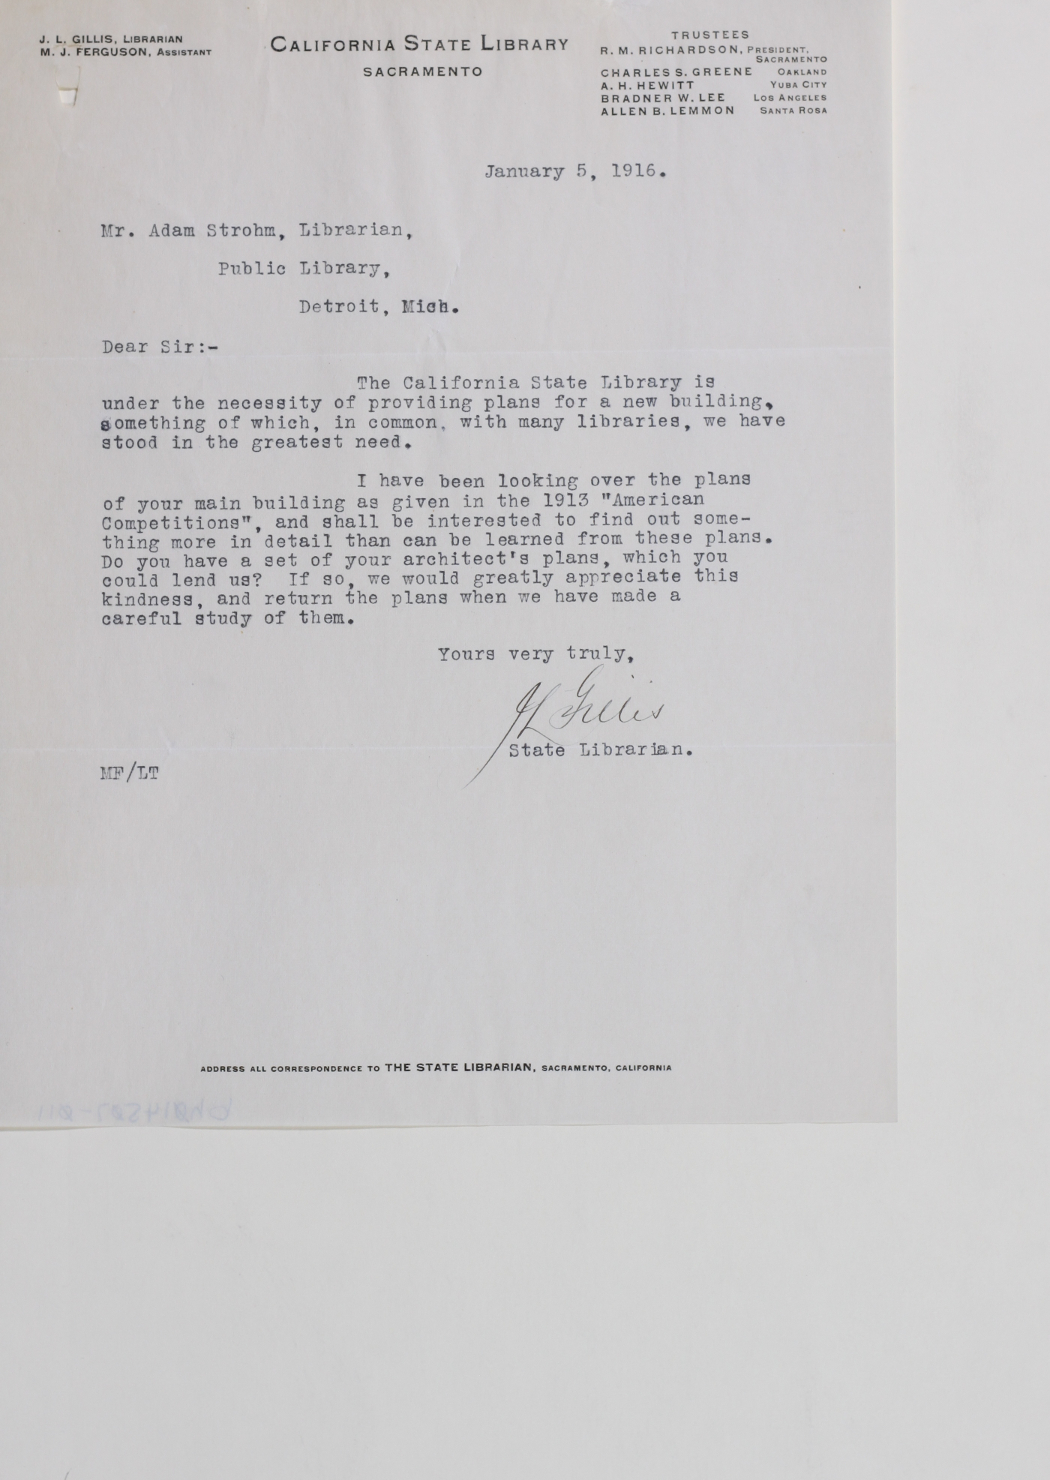 J. L. GILLIS, LIBRARIAN
M. J. FERGUSON, ASSISTANT
CALIFORNIA STATE LIBRARY
SACRAMENTO
TRUSTEES
R. M. RICHARDSON, PRESIDENT,
SACRAMENTO
CHARLES S. GREENE OAKLAND
A. H. HEWITT YUBA CITY
BRADNER W. LEE LOS ANGELES
ALLEN B. LEMMON SANTA ROSA
January 5, 1916.
Mr. Adam Strohm, Librarian,
Public Library,
Detroit, Mich.
Dear Sir:-
The California State Library is
under the necessity of providing plans for a new building,
something of which, in common, with many libraries, we have
stood in the greatest need.
I have been looking over the plans
of your main building as given in the 1913 "American
Competitions", and shall be interested to find out some-
thing more in detail than can be learned from these plans.
Do you have a set of your architect's plans, which you
could lend us? If so, we would greatly appreciate this
kindness, and return the plans when we have made a
careful study of them.
Yours very truly,
J L Gillis
State Librarian.
MF/LT
ADDRESS ALL CORRESPONDENCE TO THE STATE LIBRARIAN, SACRAMENTO, CALIFORNIA